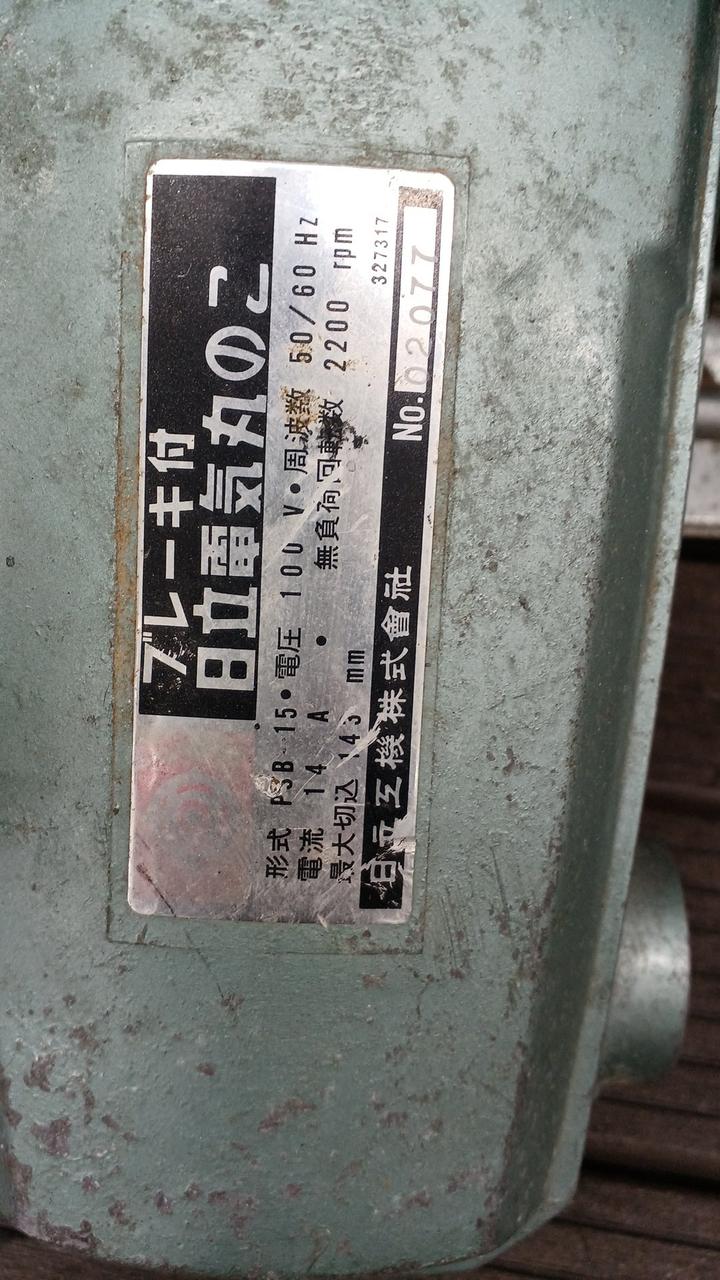 ブレーキ付
日立電気丸のこ
形式 PSB-15・電圧 100 V・周波数 50/60 Hz
電流 14 A ・ 無負荷回転数 2200 rpm
最大切込 143 mm
327317
日立工機株式會社 No. 02077